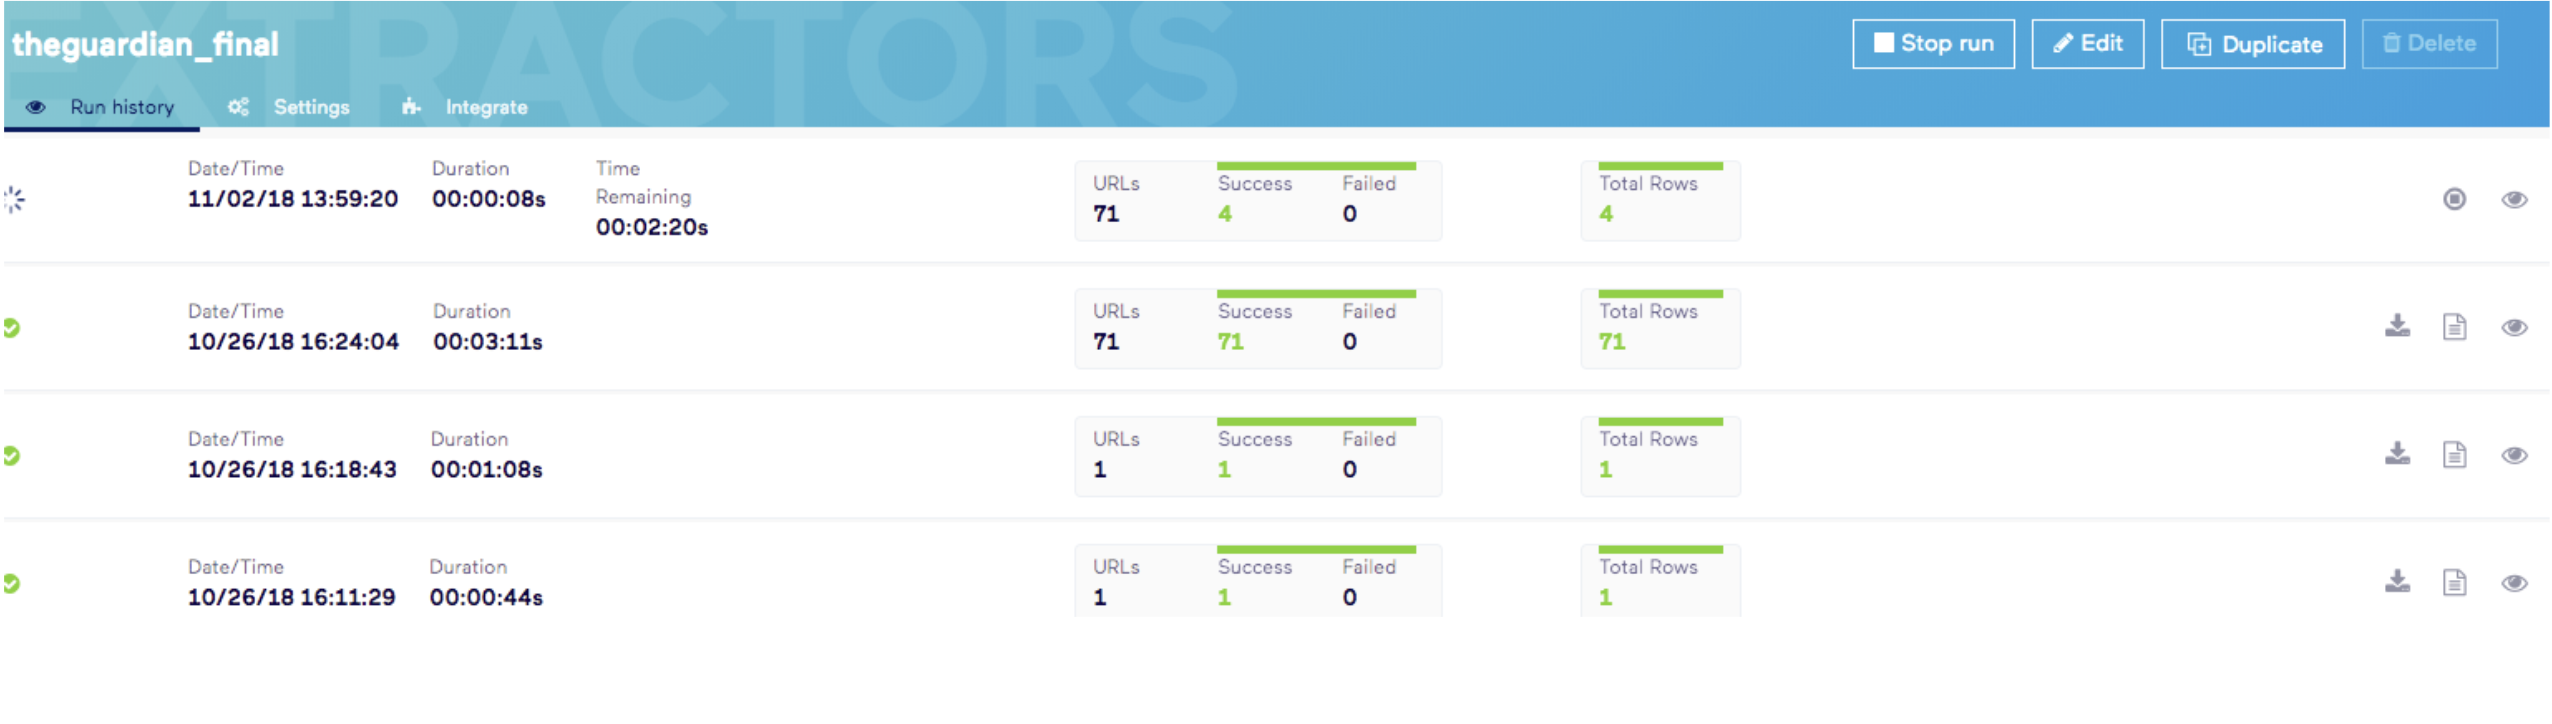 EXTRACTORS
theguardian_final
Stop run Edit Duplicate Delete
Run history Settings Integrate
Date/Time Duration Time Remaining URLs Success Failed Total Rows
11/02/18 13:59:20 00:00:08s 00:02:20s 71 4 0 4
Date/Time Duration URLs Success Failed Total Rows
10/26/18 16:24:04 00:03:11s 71 71 0 71
Date/Time Duration URLs Success Failed Total Rows
10/26/18 16:18:43 00:01:08s 1 1 0 1
Date/Time Duration URLs Success Failed Total Rows
10/26/18 16:11:29 00:00:44s 1 1 0 1